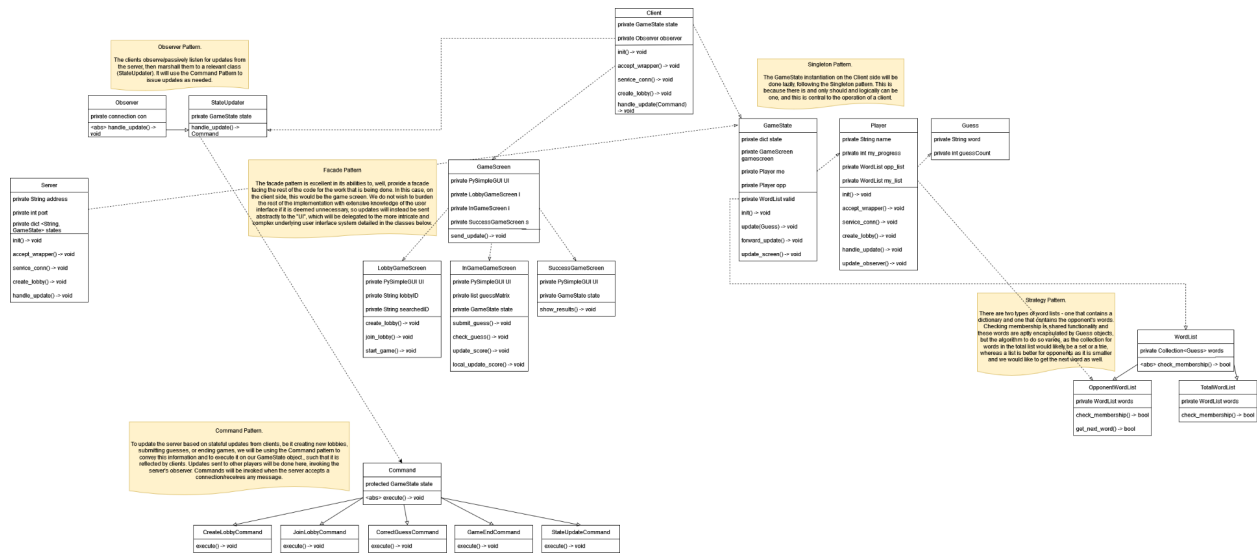 Client
private GameState state
private Observer observer
init() -> void
accept_wrapper() -> void
service_conn() -> void
create_lobby() -> void
handle_update(Command)
-> void
Observer Pattern.
The clients observe/passively listen for updates from
the server, then marshall them to a relevant class
(StateUpdater). It will use the Command Pattern to
issue updates as needed.
Singleton Pattern
The GameState instantiation on the Client side will be
done lazily, following the Singleton pattern. This is
because there is and only should and logically can be
one, and this is central to the operation of a client.
Observer
private connection con
<abs> handle_update() ->
void
StateUpdater
private GameState state
handle_update() ->
Command
GameState
private dict state
private GameScreen
gamescreen
private Player me
private Player opp
private WordList valid
init() -> void
update(Guess) -> void
forward_update() -> void
update_screen() -> void
Player
private String name
private int my_progress
private WordList opp_list
private WordList my_list
init() -> void
accept_wrapper() -> void
service_conn() -> void
create_lobby() -> void
handle_update() -> void
update_observer() -> void
Guess
private String word
private int guessCount
Server
private String address
private int port
private dict <String,
GameState> states
init() -> void
accept_wrapper() -> void
service_conn() -> void
create_lobby() -> void
handle_update() -> void
Facade Pattern
The facade pattern is excellent in its abilities to, well, provide a facade
facing the rest of the code for the work that is being done. In this case, on
the client side, this would be the game screen. We do not wish to burden
the rest of the implementation with extensive knowledge of the user
interface if it is deemed unnecessary, so updates will instead be sent
abstractly to the "UI", which will be delegated to the more intricate and
complex underlying user interface system detailed in the classes below.
GameScreen
private PySimpleGUI UI
private LobbyGameScreen l
private InGameScreen i
private SuccessGameScreen s
send_update() -> void
LobbyGameScreen
private PySimpleGUI UI
private String lobbyID
private String searchedID
create_lobby() -> void
join_lobby() -> void
start_game() -> void
InGameGameScreen
private PySimpleGUI UI
private list guessMatrix
private GameState state
submit_guess() -> void
check_guess() -> void
update_score() -> void
local_update_score() -> void
SuccessGameScreen
private PySimpleGUI UI
private GameState state
show_results() -> void
Strategy Pattern.
There are two types of word lists - one that contains a
dictionary and one that contains the opponent's words.
Checking membership is shared functionality and
these words are aptly encapsulated by Guess objects,
but the algorithm to do so varies, as the collection for
words in the total list would likely be a set or a trie,
whereas a list is better for opponents as it is smaller
and we would like to get the next word as well.
WordList
private Collection<Guess> words
<abs> check_membership() -> bool
OpponentWordList
private WordList words
check_membership() -> bool
get_next_word() -> bool
TotalWordList
private WordList words
check_membership() -> bool
Command Pattern.
To update the server based on stateful updates from clients, be it creating new lobbies,
submitting guesses, or ending games, we will be using the Command pattern to
convey this information and to execute it on our GameState object, such that it is
reflected by clients. Updates sent to other players will be done here, invoking the
server's observer. Commands will be invoked when the server accepts a
connection/receives any message.
Command
protected GameState state
<abs> execute() -> void
CreateLobbyCommand
execute() -> void
JoinLobbyCommand
execute() -> void
CorrectGuessCommand
execute() -> void
GameEndCommand
execute() -> void
StateUpdateCommand
execute() -> void